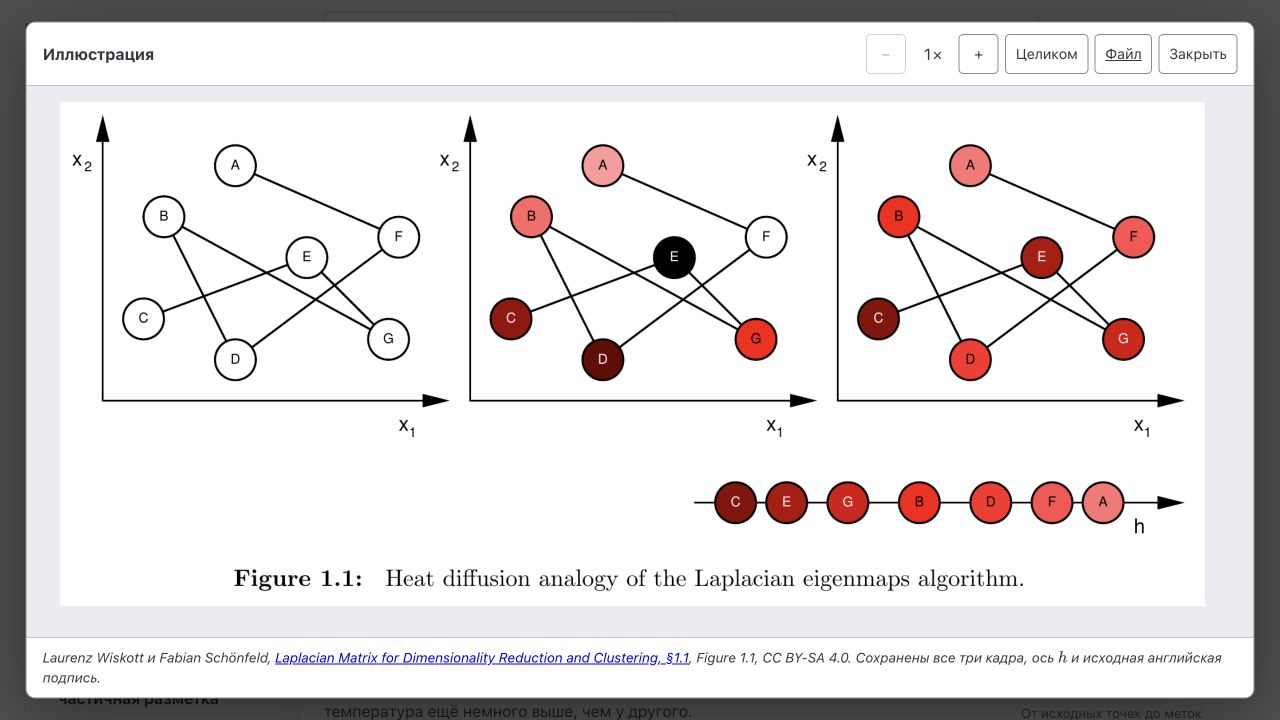 Иллюстрация
− 1× + Целиком Файл Закрыть
x2 A B F E C G D x1
x2 A B F E C G D x1
x2 A B F E C G D x1
C E G B D F A
h
Figure 1.1: Heat diffusion analogy of the Laplacian eigenmaps algorithm.
Laurenz Wiskott и Fabian Schönfeld, Laplacian Matrix for Dimensionality Reduction and Clustering, §1.1, Figure 1.1, CC BY-SA 4.0. Сохранены все три кадра, ось h и исходная английская
подпись.
частичная разметка
температура ещё немного выше, чем у другого.
От исходных точек до меток